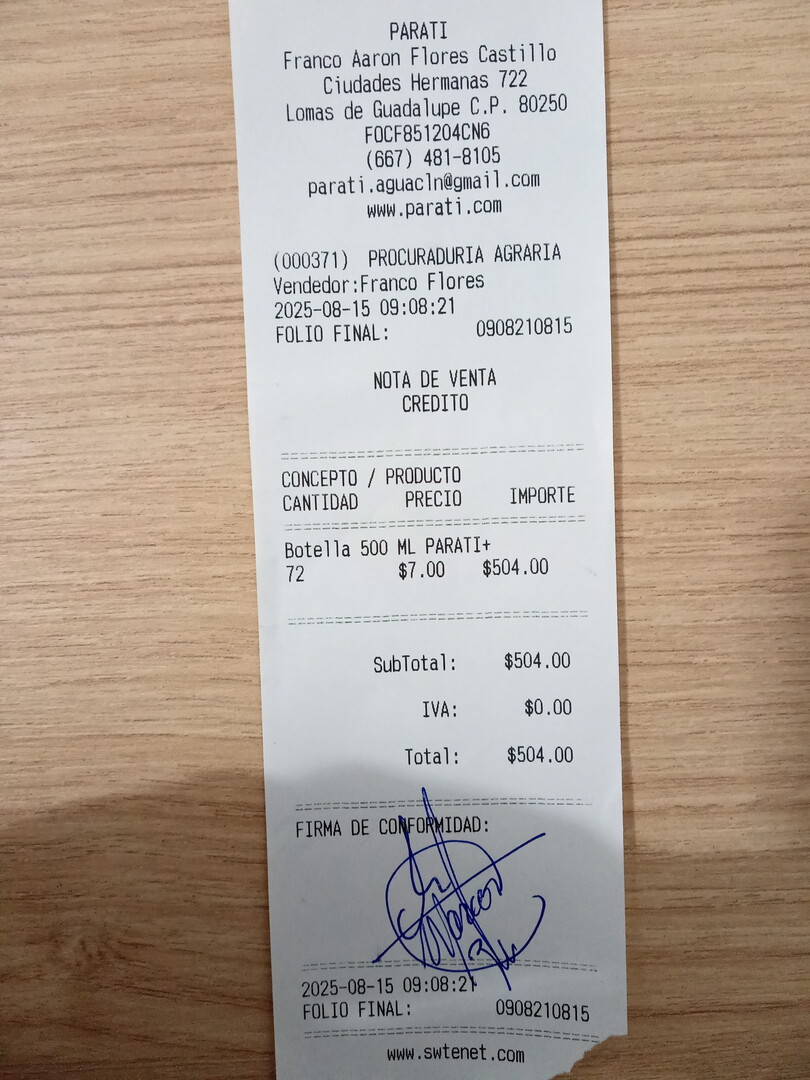 PARATI
Franco Aaron Flores Castillo
Ciudades Hermanas 722
Lomas de Guadalupe C.P. 80250
FOCF851204CN6
(667) 481-8105
parati.aguacln@gmail.com
www.parati.com
(000371) PROCURADURIA AGRARIA
Vendedor:Franco Flores
2025-08-15 09:08:21
FOLIO FINAL: 0908210815
NOTA DE VENTA
CREDITO
CONCEPTO / PRODUCTO
CANTIDAD PRECIO IMPORTE
Botella 500 ML PARATI+
72 $7.00 $504.00
SubTotal: $504.00
IVA: $0.00
Total: $504.00
FIRMA DE CONFORMIDAD:
2025-08-15 09:08:21
FOLIO FINAL: 0908210815
www.swtenet.com